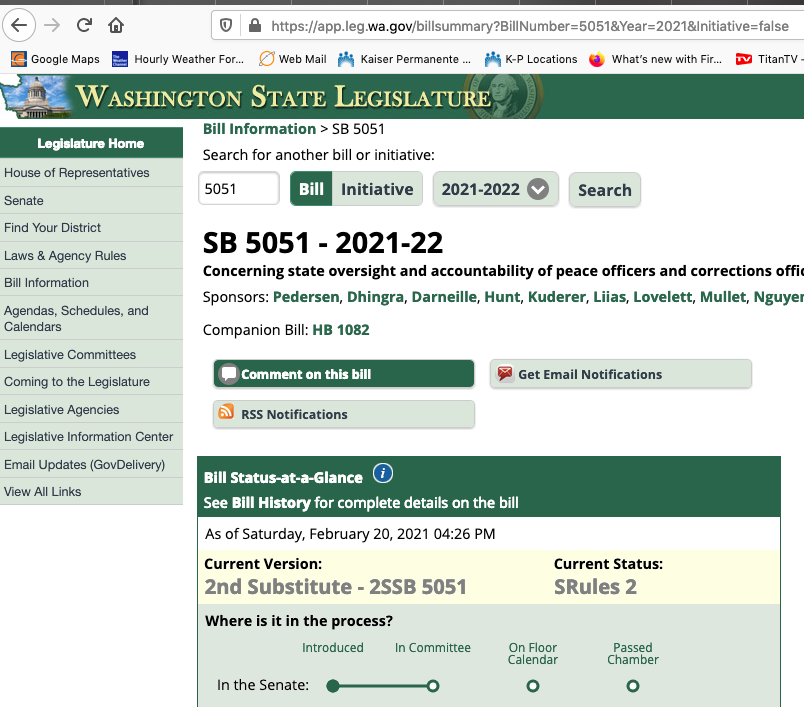 https://app.leg.wa.gov/billsummary?BillNumber=5051&Year=2021&Initiative=false
Google Maps
Hourly Weather For...
Web Mail
Kaiser Permanente ...
K-P Locations
What's new with Fir...
TitanTV -
WASHINGTON STATE LEGISLATURE
Legislature Home
House of Representatives
Senate
Find Your District
Laws & Agency Rules
Bill Information
Agendas, Schedules, and
Calendars
Legislative Committees
Coming to the Legislature
Legislative Agencies
Legislative Information Center
Email Updates (GovDelivery)
View All Links
Bill Information > SB 5051
Search for another bill or initiative:
5051 Bill Initiative 2021-2022 Search
SB 5051 - 2021-22
Concerning state oversight and accountability of peace officers and corrections offic
Sponsors: Pedersen, Dhingra, Darneille, Hunt, Kuderer, Liias, Lovelett, Mullet, Nguyen
Companion Bill: HB 1082
Comment on this bill
Get Email Notifications
RSS Notifications
Bill Status-at-a-Glance
See Bill History for complete details on the bill
As of Saturday, February 20, 2021 04:26 PM
Current Version: Current Status:
2nd Substitute - 2SSB 5051 SRules 2
Where is it in the process?
Introduced In Committee On Floor Calendar Passed Chamber
In the Senate: